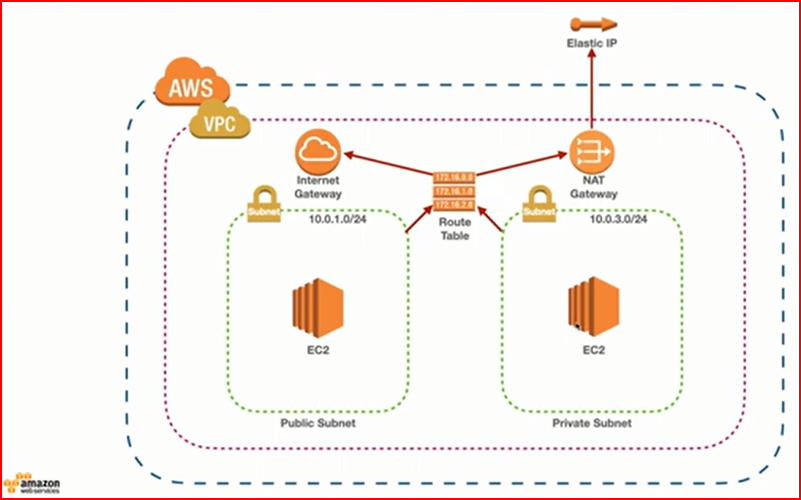 Elastic IP
AWS
VPC
Internet
Gateway
172.16.0.0
172.16.1.0
172.16.2.0
Route
Table
NAT
Gateway
Subnet
10.0.1.0/24
Subnet
10.0.3.0/24
EC2
EC2
Public Subnet
Private Subnet
amazon
webservices